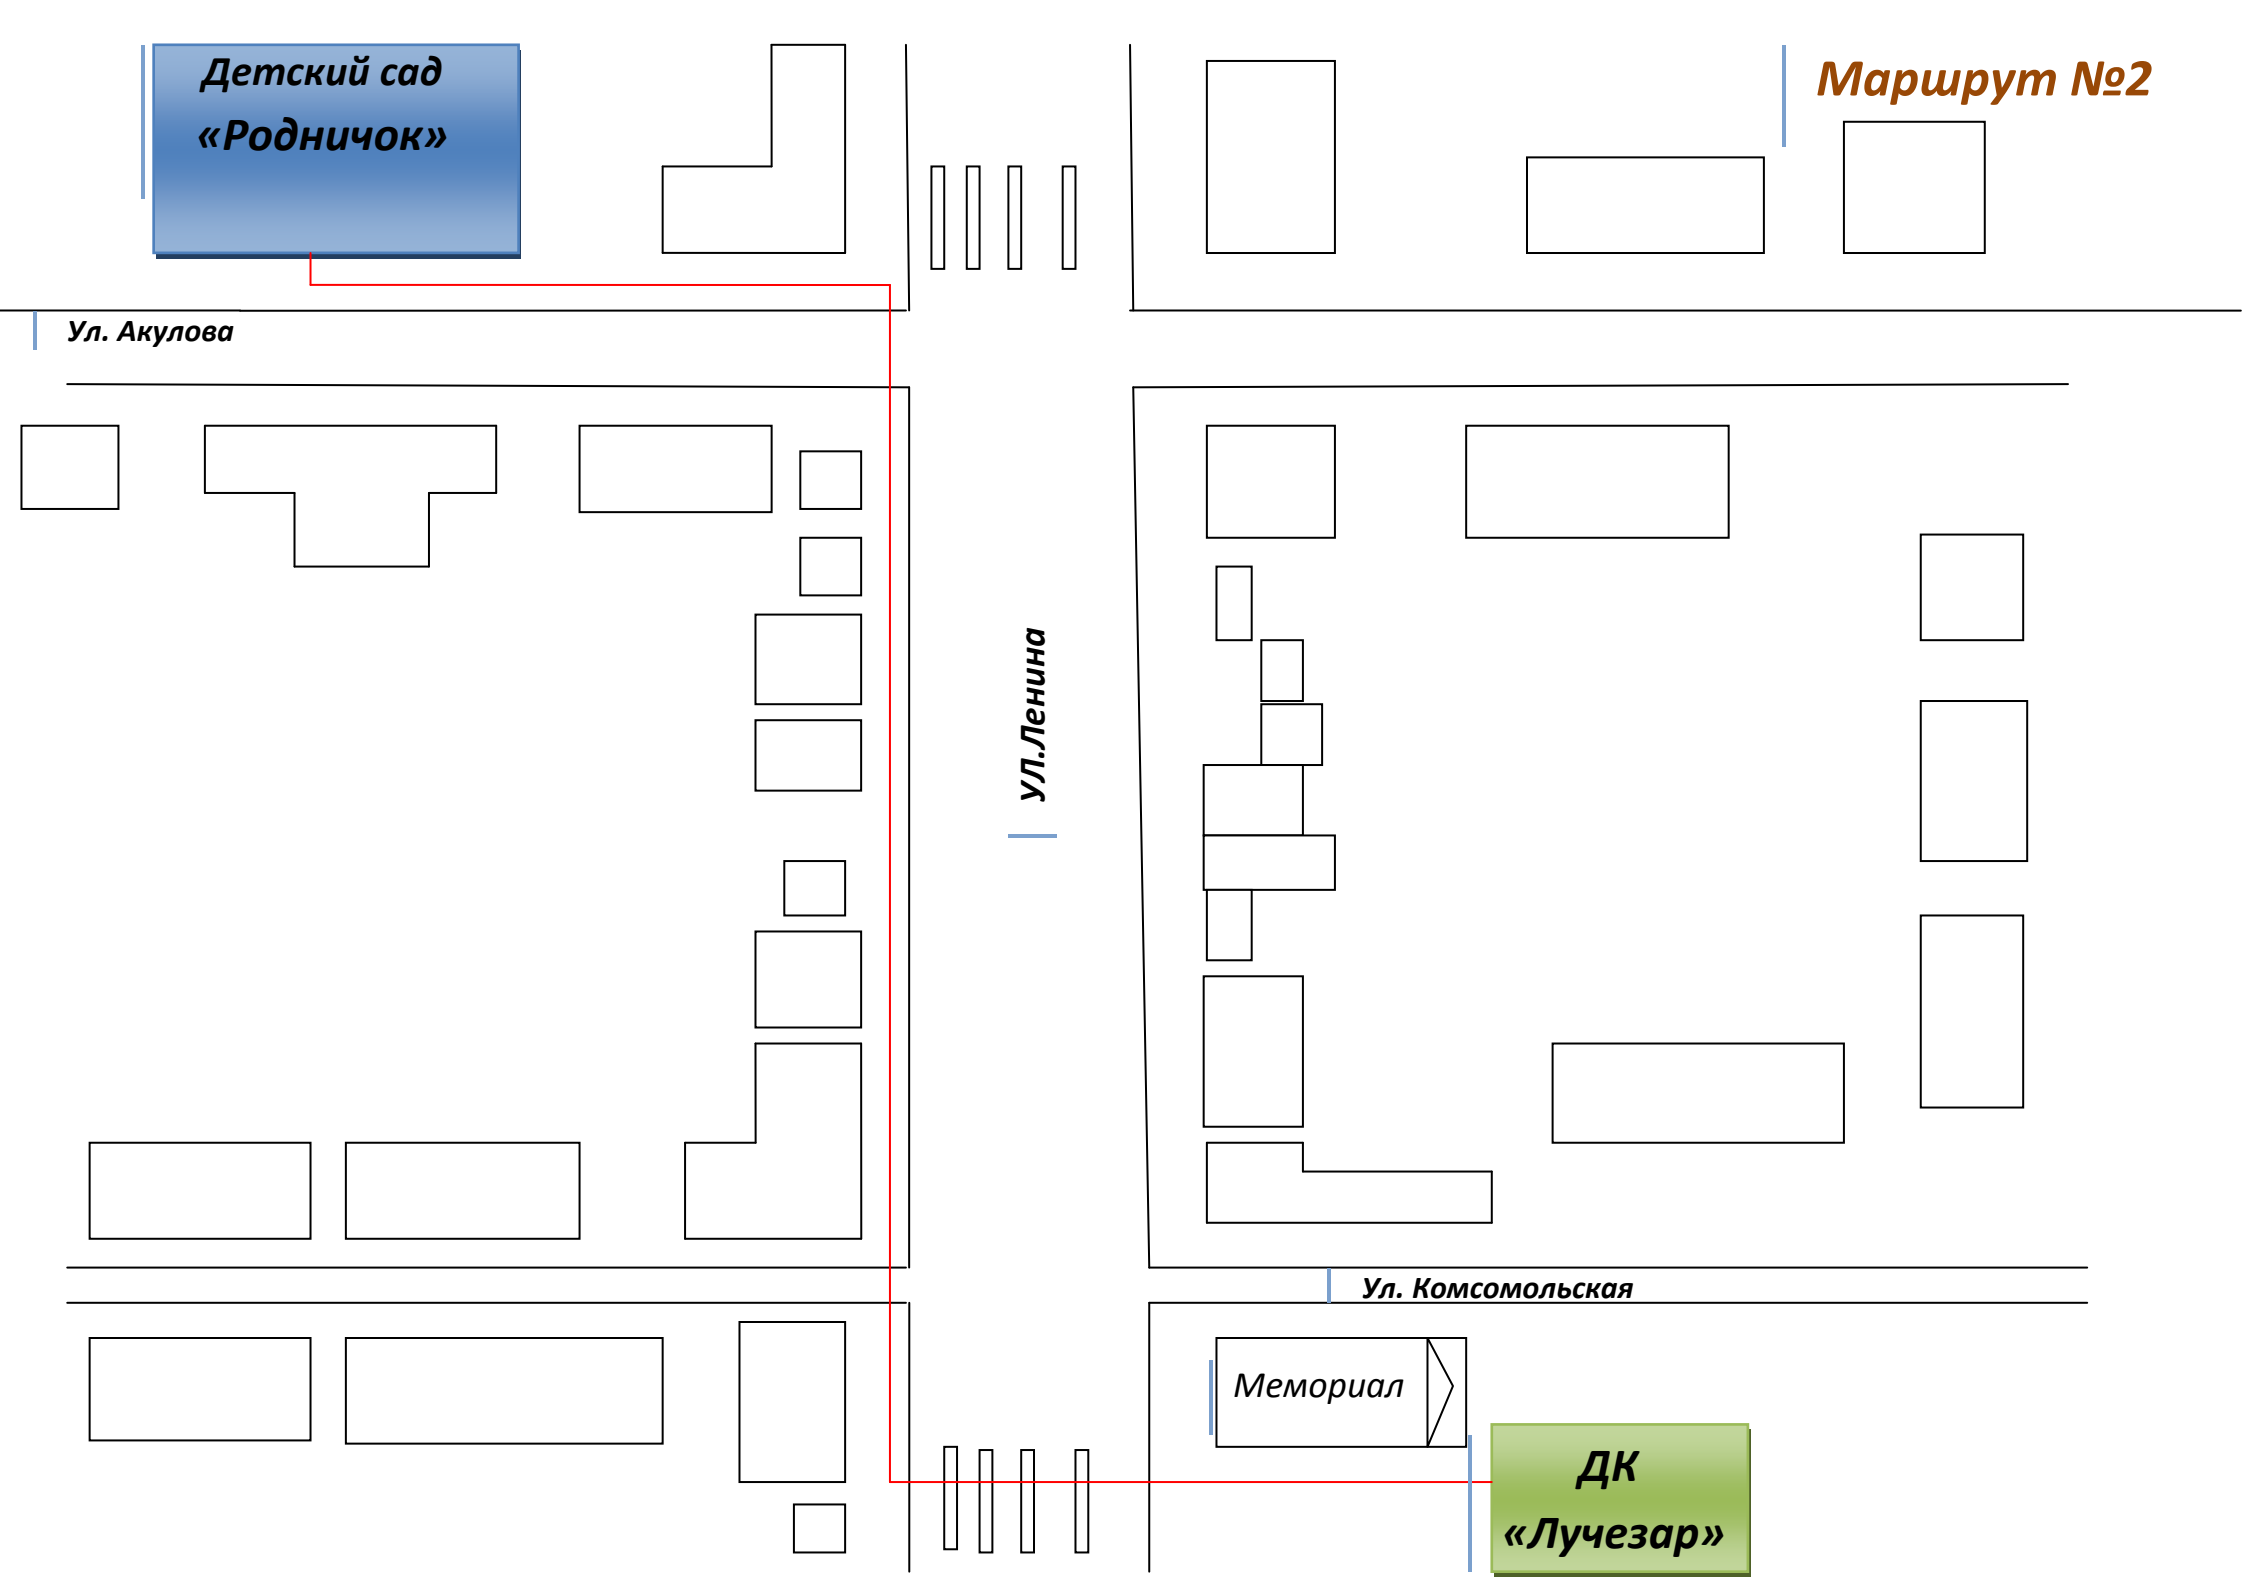 Детский сад
«Родничок»
Маршрут №2
Ул. Акулова
УЛ.Ленина
Ул. Комсомольская
Мемориал
ДК
«Лучезар»